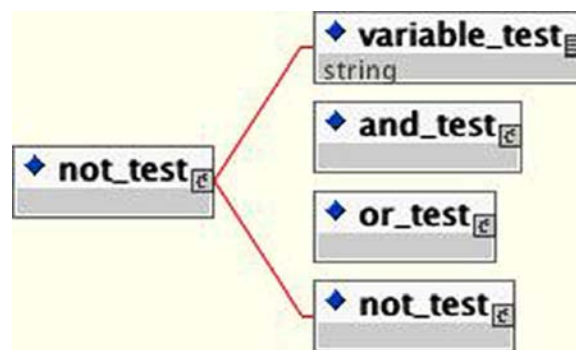 variable_test
string
and_test
not_test
or_test
not_test